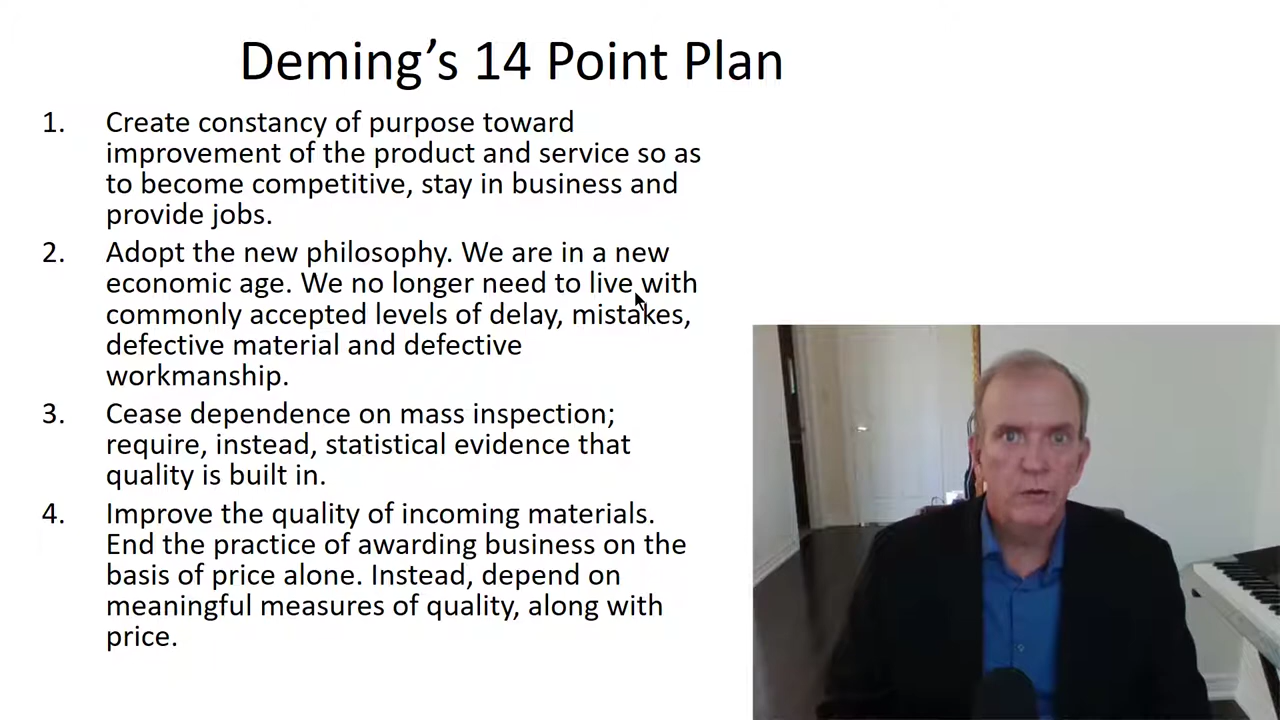 Deming’s 14 Point Plan
1. Create constancy of purpose toward
improvement of the product and service so as
to become competitive, stay in business and
provide jobs.
2. Adopt the new philosophy. We are in a new
economic age. We no longer need to live with
commonly accepted levels of delay, mistakes,
defective material and defective
workmanship.
3. Cease dependence on mass inspection;
require, instead, statistical evidence that
quality is built in.
4. Improve the quality of incoming materials.
End the practice of awarding business on the
basis of price alone. Instead, depend on
meaningful measures of quality, along with
price.